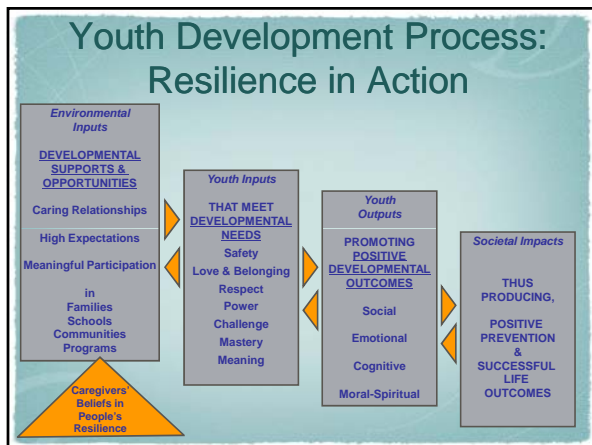 Youth Development Process:
Resilience in Action
Environmental
Inputs
DEVELOPMENTAL
SUPPORTS &
OPPORTUNITIES
Caring Relationships
High Expectations
Meaningful Participation
in
Families
Schools
Communities
Programs
Caregivers'
Beliefs in
People's
Resilience
Youth Inputs
THAT MEET
DEVELOPMENTAL
NEEDS
Safety
Love & Belonging
Respect
Power
Challenge
Mastery
Meaning
Youth
Outputs
PROMOTING
POSITIVE
DEVELOPMENTAL
OUTCOMES
Social
Emotional
Cognitive
Moral-Spiritual
Societal Impacts
THUS
PRODUCING,
POSITIVE
PREVENTION
&
SUCCESSFUL
LIFE
OUTCOMES